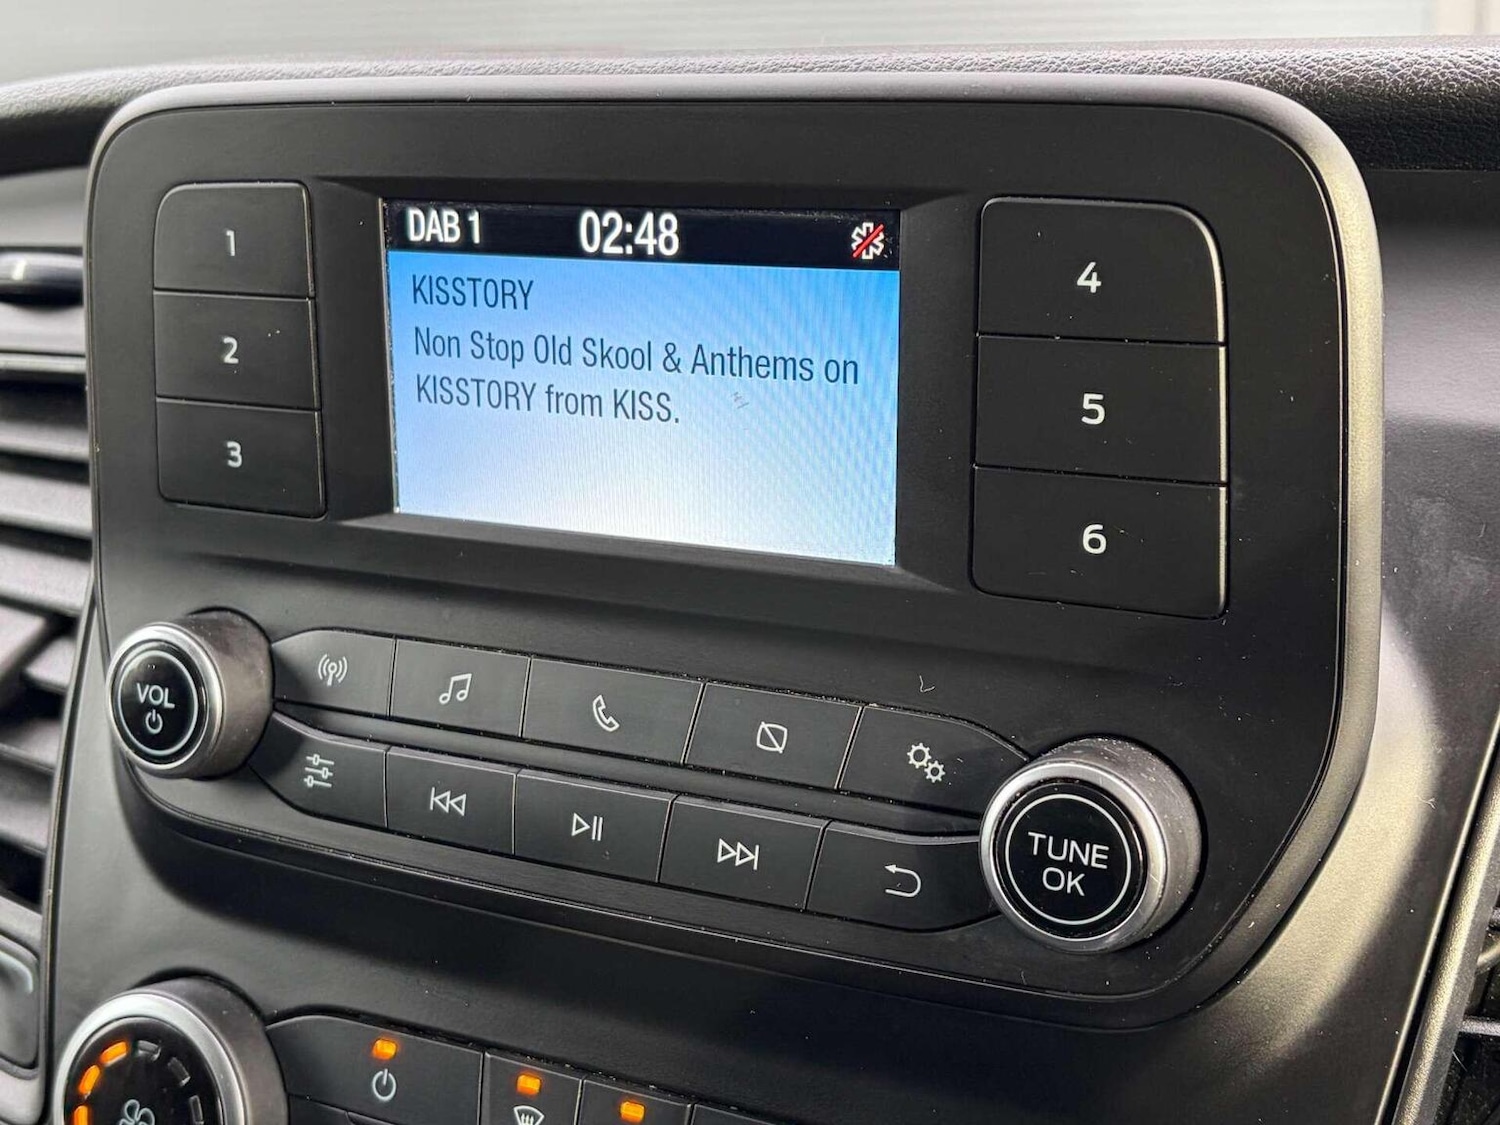 DAB 1 02:48
KISSTORY
Non Stop Old Skool & Anthems on
KISSTORY from KISS.
1
2
3
4
5
6
VOL
TUNE
OK